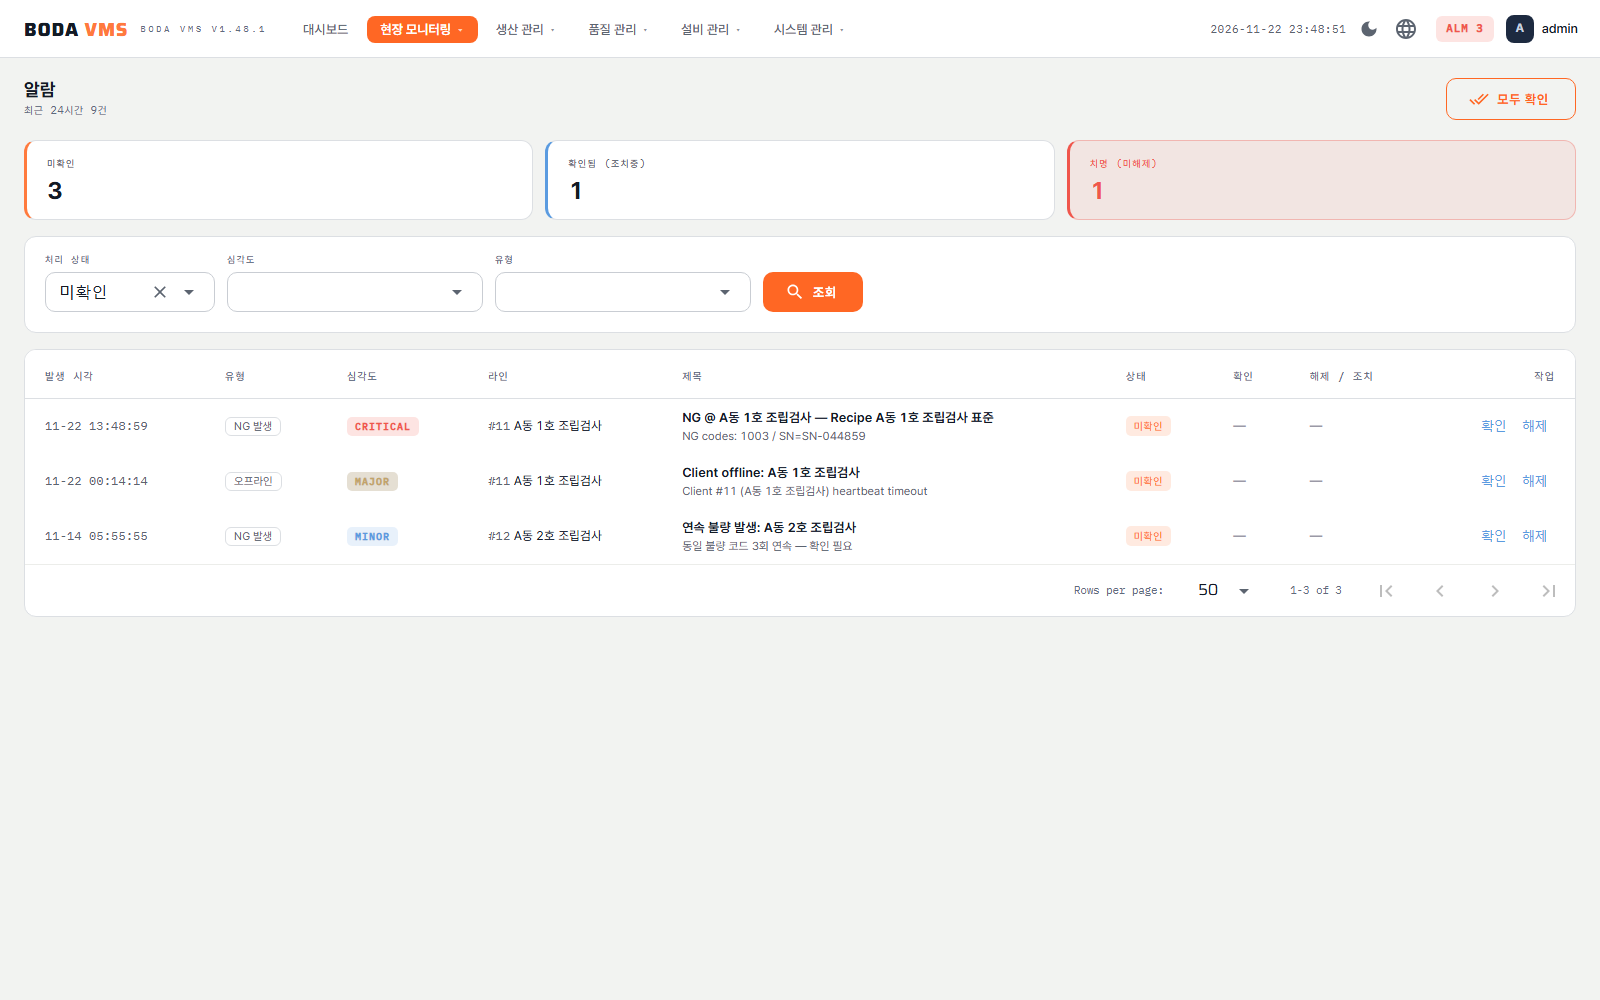 BODA VMS BODA VMS V1.48.1 대시보드 현장 모니터링 생산 관리 품질 관리 설비 관리 시스템 관리 2026-11-22 23:48:51 ALM 3 A admin
알람
최근 24시간 9건
모두 확인
미확인
3
확인됨 (조치중)
1
치명 (미해제)
1
처리 상태 심각도 유형
미확인 조회
발생 시각 유형 심각도 라인 제목 상태 확인 해제 / 조치 작업
11-22 13:48:59 NG 발생 CRITICAL #11 A동 1호 조립검사 NG @ A동 1호 조립검사 — Recipe A동 1호 조립검사 표준 미확인 — — 확인 해제
NG codes: 1003 / SN=SN-044859
11-22 00:14:14 오프라인 MAJOR #11 A동 1호 조립검사 Client offline: A동 1호 조립검사 미확인 — — 확인 해제
Client #11 (A동 1호 조립검사) heartbeat timeout
11-14 05:55:55 NG 발생 MINOR #12 A동 2호 조립검사 연속 불량 발생: A동 2호 조립검사 미확인 — — 확인 해제
동일 불량 코드 3회 연속 — 확인 필요
Rows per page: 50 1-3 of 3